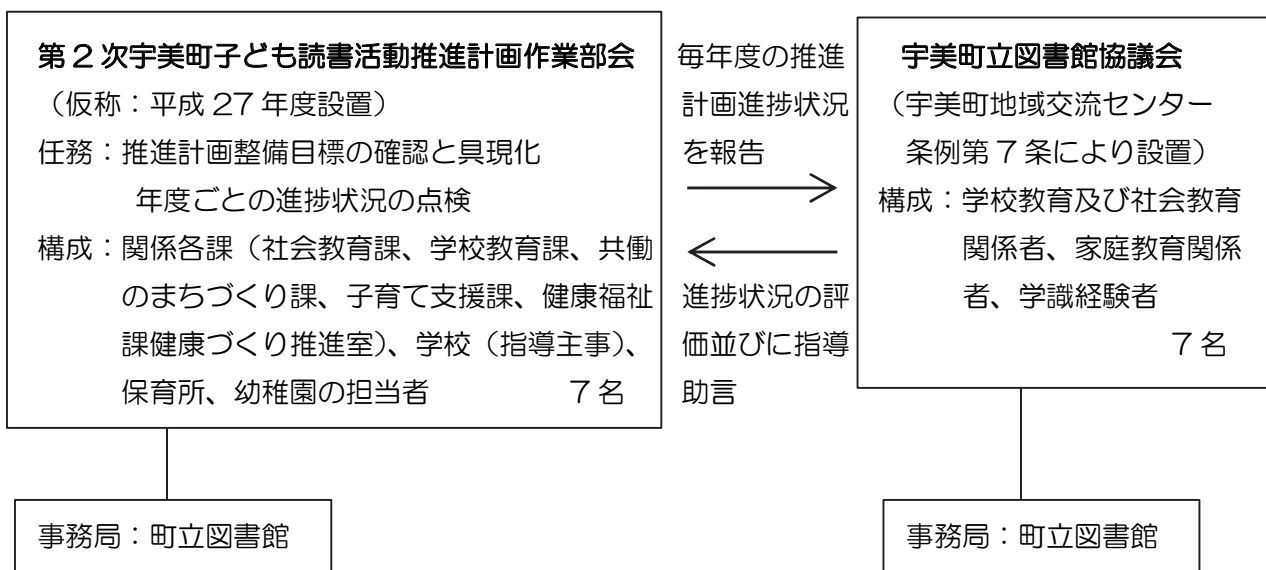 第2次宇美町子ども読書活動推進計画作業部会
（仮称：平成27年度設置）
任務：推進計画整備目標の確認と具現化
年度ごとの進捗状況の点検
構成：関係各課（社会教育課、学校教育課、共働
のまちづくり課、子育て支援課、健康福祉
課健康づくり推進室）、学校（指導主事）、
保育所、幼稚園の担当者　7名
事務局：町立図書館
毎年度の推進
計画進捗状況
を報告
進捗状況の評
価並びに指導
助言
宇美町立図書館協議会
（宇美町地域交流センター
条例第7条により設置）
構成：学校教育及び社会教育
関係者、家庭教育関係
者、学識経験者
7名
事務局：町立図書館